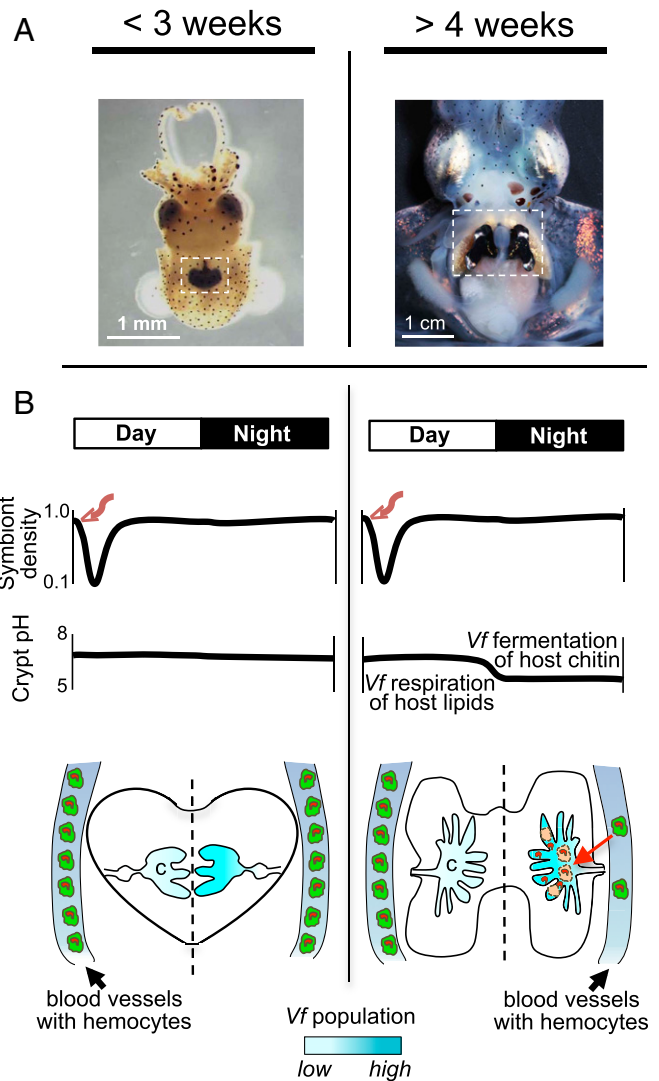 A
< 3 weeks
> 4 weeks
1 mm
1 cm
B
Day
Night
Day
Night
Symbiont
density
1.0
0.1
Crypt pH
8
5
Vf fermentation
of host chitin
Vf respiration
of host lipids
C
C
blood vessels
with hemocytes
blood vessels
with hemocytes
Vf population
low
high